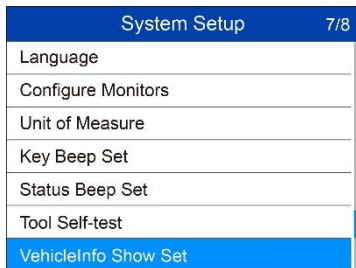 System Setup 7/8
Language
Configure Monitors
Unit of Measure
Key Beep Set
Status Beep Set
Tool Self-test
VehicleInfo Show Set